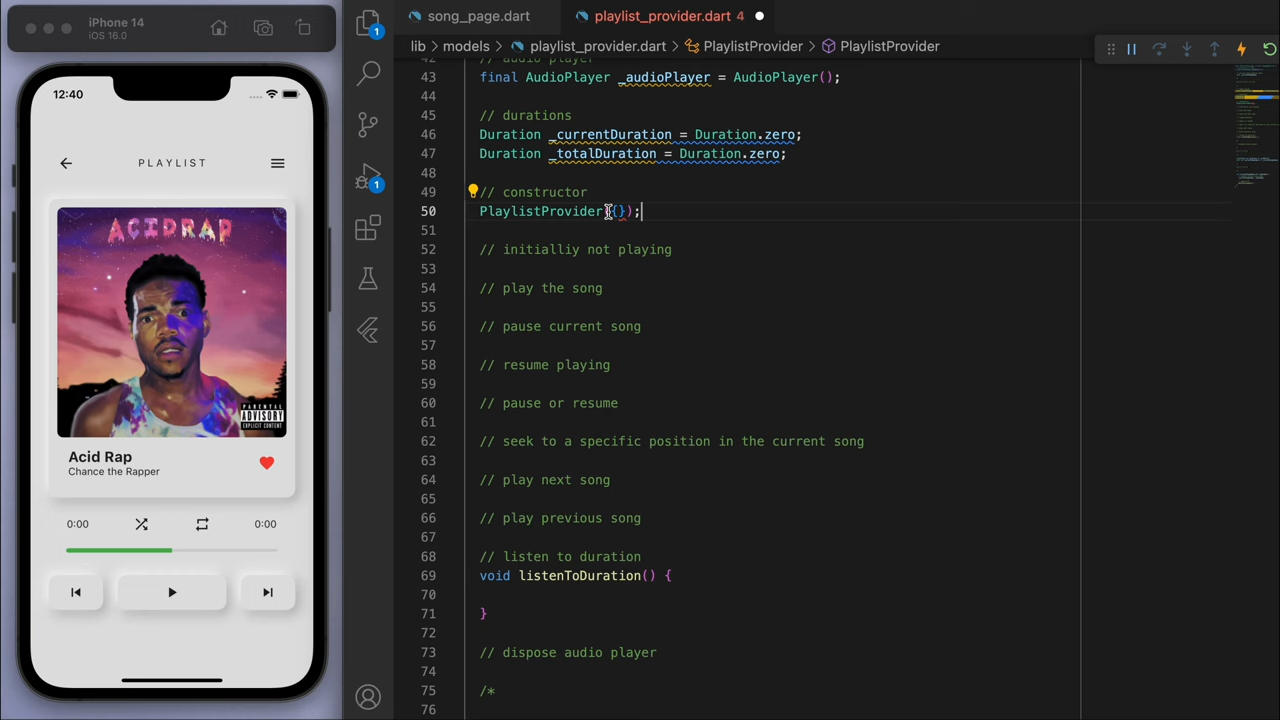 iPhone 14
iOS 16.0
12:40
PLAYLIST
ACIDRAP
PARENTAL
ADVISORY
EXPLICIT CONTENT
Acid Rap
Chance the Rapper
0:00
0:00
1
1
song_page.dart
playlist_provider.dart 4
lib > models > playlist_provider.dart > PlaylistProvider > PlaylistProvider
42 // audio player
43 final AudioPlayer _audioPlayer = AudioPlayer();
44
45 // durations
46 Duration _currentDuration = Duration.zero;
47 Duration _totalDuration = Duration.zero;
48
49 // constructor
50 PlaylistProvider({});
51
52 // initialliy not playing
53
54 // play the song
55
56 // pause current song
57
58 // resume playing
59
60 // pause or resume
61
62 // seek to a specific position in the current song
63
64 // play next song
65
66 // play previous song
67
68 // listen to duration
69 void listenToDuration() {
70
71 }
72
73 // dispose audio player
74
75 /*
76